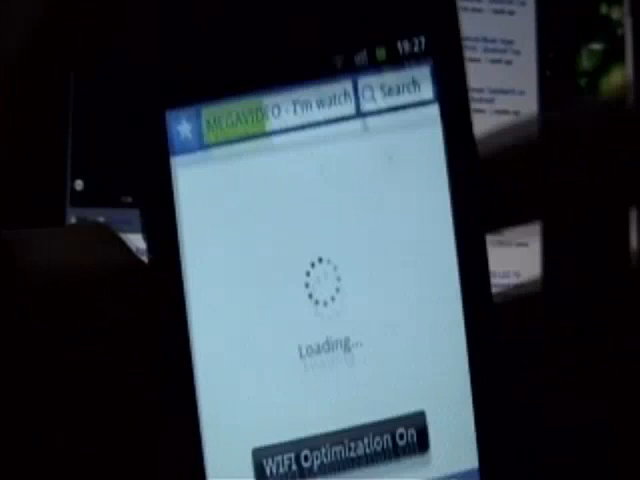 19:27
MEGAVIDEO - I'm watch
Search
Loading...
WIFI Optimization On